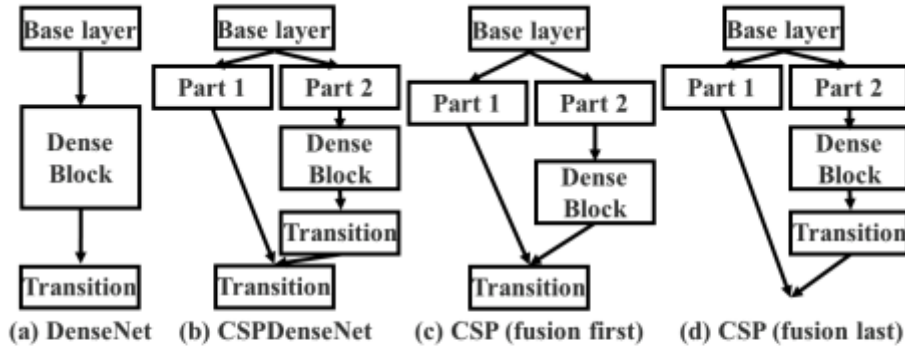 Base layer
Dense
Block
Transition
(a) DenseNet
Base layer
Part 1
Part 2
Dense
Block
Transition
Transition
(b) CSPDenseNet
Base layer
Part 1
Part 2
Dense
Block
Transition
(c) CSP (fusion first)
Base layer
Part 1
Part 2
Dense
Block
Transition
(d) CSP (fusion last)